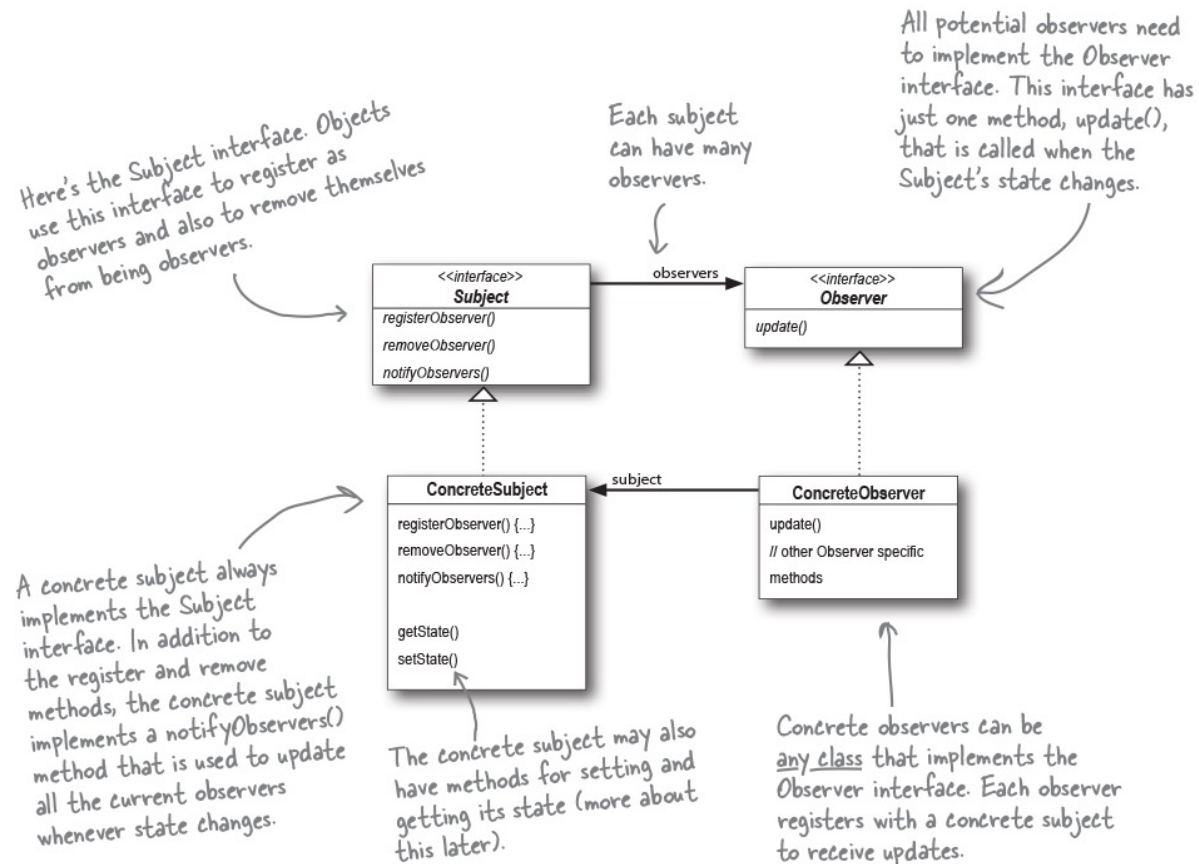 All potential observers need
to implement the Observer
interface. This interface has
just one method, update(),
that is called when the
Subject's state changes.
Each subject
can have many
observers.
Here's the Subject interface. Objects
use this interface to register as
observers and also to remove themselves
from being observers.
<<interface>>
Subject
registerObserver()
removeObserver()
notifyObservers()
observers
<<interface>>
Observer
update()
ConcreteSubject
registerObserver() {...}
removeObserver() {...}
notifyObservers() {...}
getState()
setState()
subject
ConcreteObserver
update()
// other Observer specific
methods
A concrete subject always
implements the Subject
interface. In addition to
the register and remove
methods, the concrete subject
implements a notifyObservers()
method that is used to update
all the current observers
whenever state changes.
The concrete subject may also
have methods for setting and
getting its state (more about
this later).
Concrete observers can be
any class that implements the
Observer interface. Each observer
registers with a concrete subject
to receive updates.